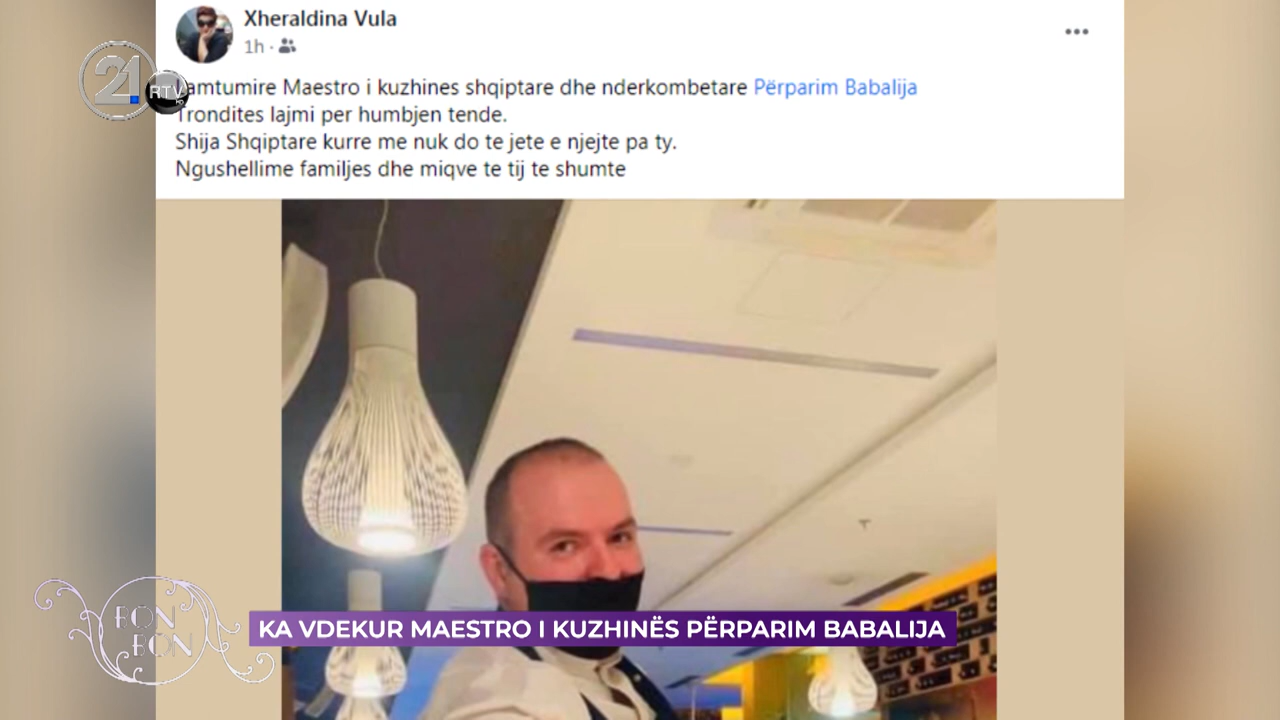 Xheraldina Vula
1h
amtumire Maestro i kuzhines shqiptare dhe nderkombetare Përparim Babalija
Trondites lajmi per humbjen tende.
Shija Shqiptare kurre me nuk do te jete e njejte pa ty.
Ngushellime familjes dhe miqve te tij te shumte
21
RTV
BON
BON
KA VDEKUR MAESTRO I KUZHINËS PËRPARIM BABALIJA